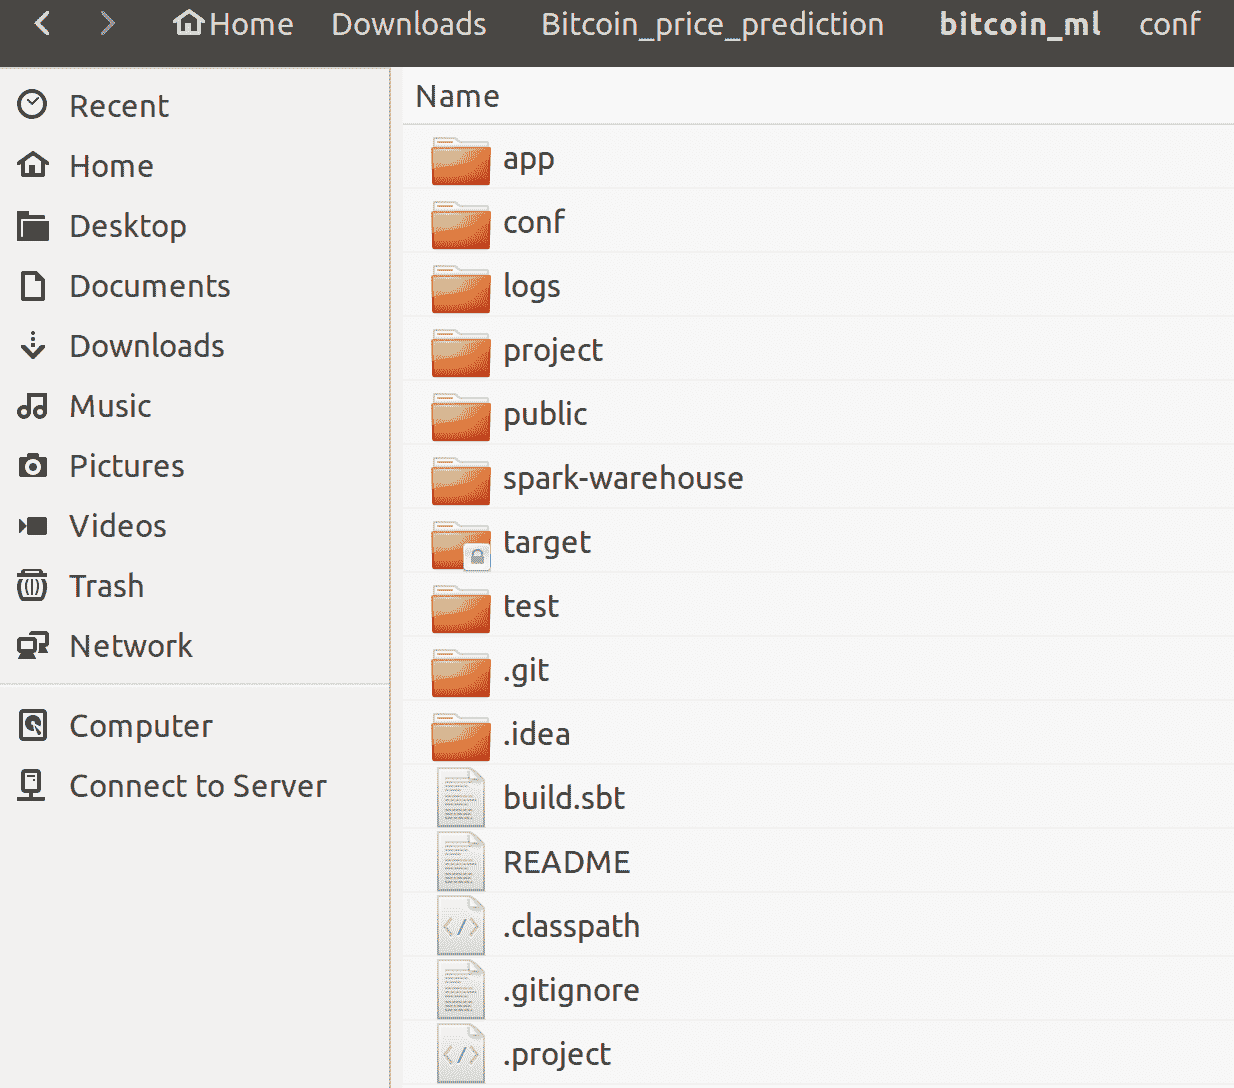 Home Downloads Bitcoin_price_prediction bitcoin_ml conf
Recent
Home
Desktop
Documents
Downloads
Music
Pictures
Videos
Trash
Network
Computer
Connect to Server
Name
app
conf
logs
project
public
spark-warehouse
target
test
.git
.idea
build.sbt
README
.classpath
.gitignore
.project